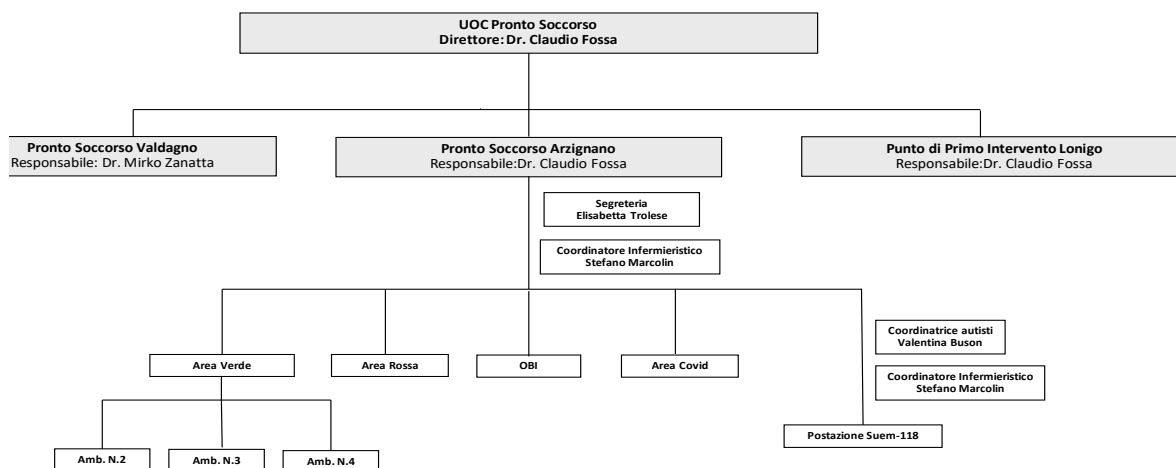 UOC Pronto Soccorso
Direttore: Dr. Claudio Fossa
Pronto Soccorso Valdagno
Responsabile: Dr. Mirko Zanatta
Pronto Soccorso Arzignano
Responsabile:Dr. Claudio Fossa
Punto di Primo Intervento Lonigo
Responsabile:Dr. Claudio Fossa
Segreteria
Elisabetta Trolese
Coordinatore Infermieristico
Stefano Marcolin
Coordinatrice autisti
Valentina Buson
Area Verde
Area Rossa
OBI
Area Covid
Coordinatore Infermieristico
Stefano Marcolin
Postazione Suem-118
Amb. N.2
Amb. N.3
Amb. N.4